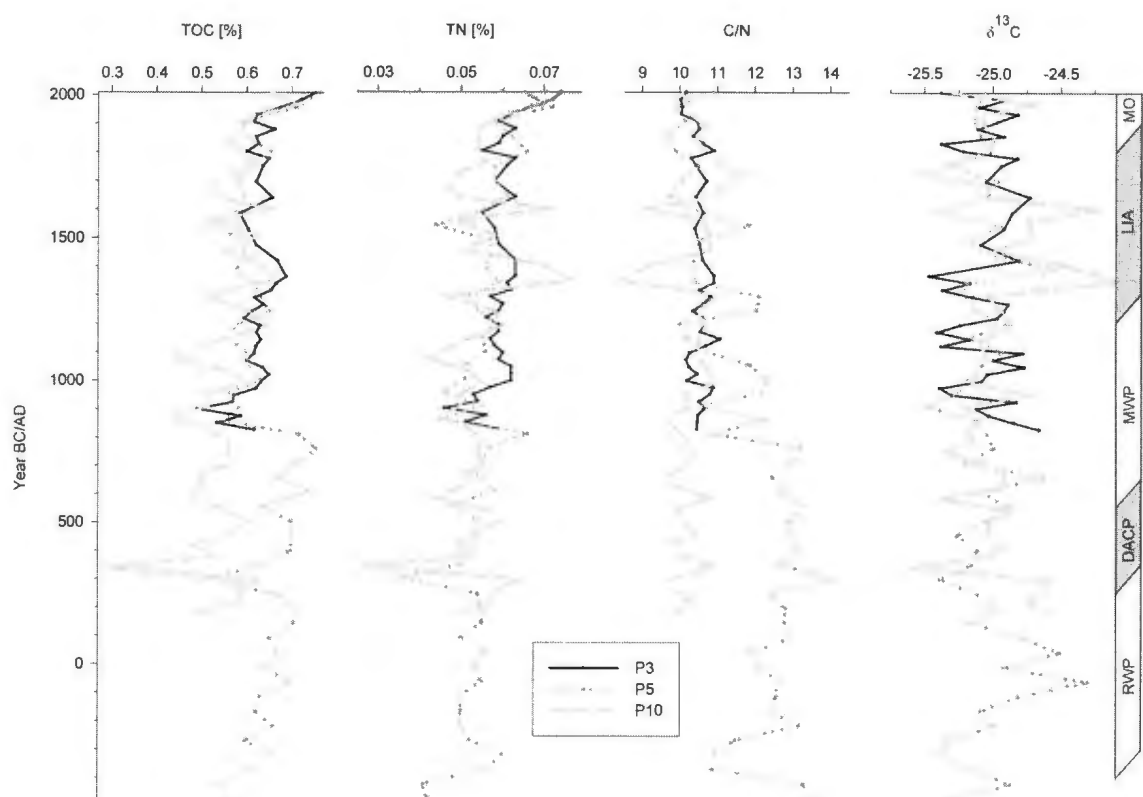 TOC [%] TN [%] C/N δ13C
0.3 0.4 0.5 0.6 0.7 0.03 0.05 0.07 9 10 11 12 13 14 -25.5 -25.0 -24.5
2000
1500
1000
500
0
Year BC/AD
P3
P5
P10
MO
LIA
MWP
DACP
RWP